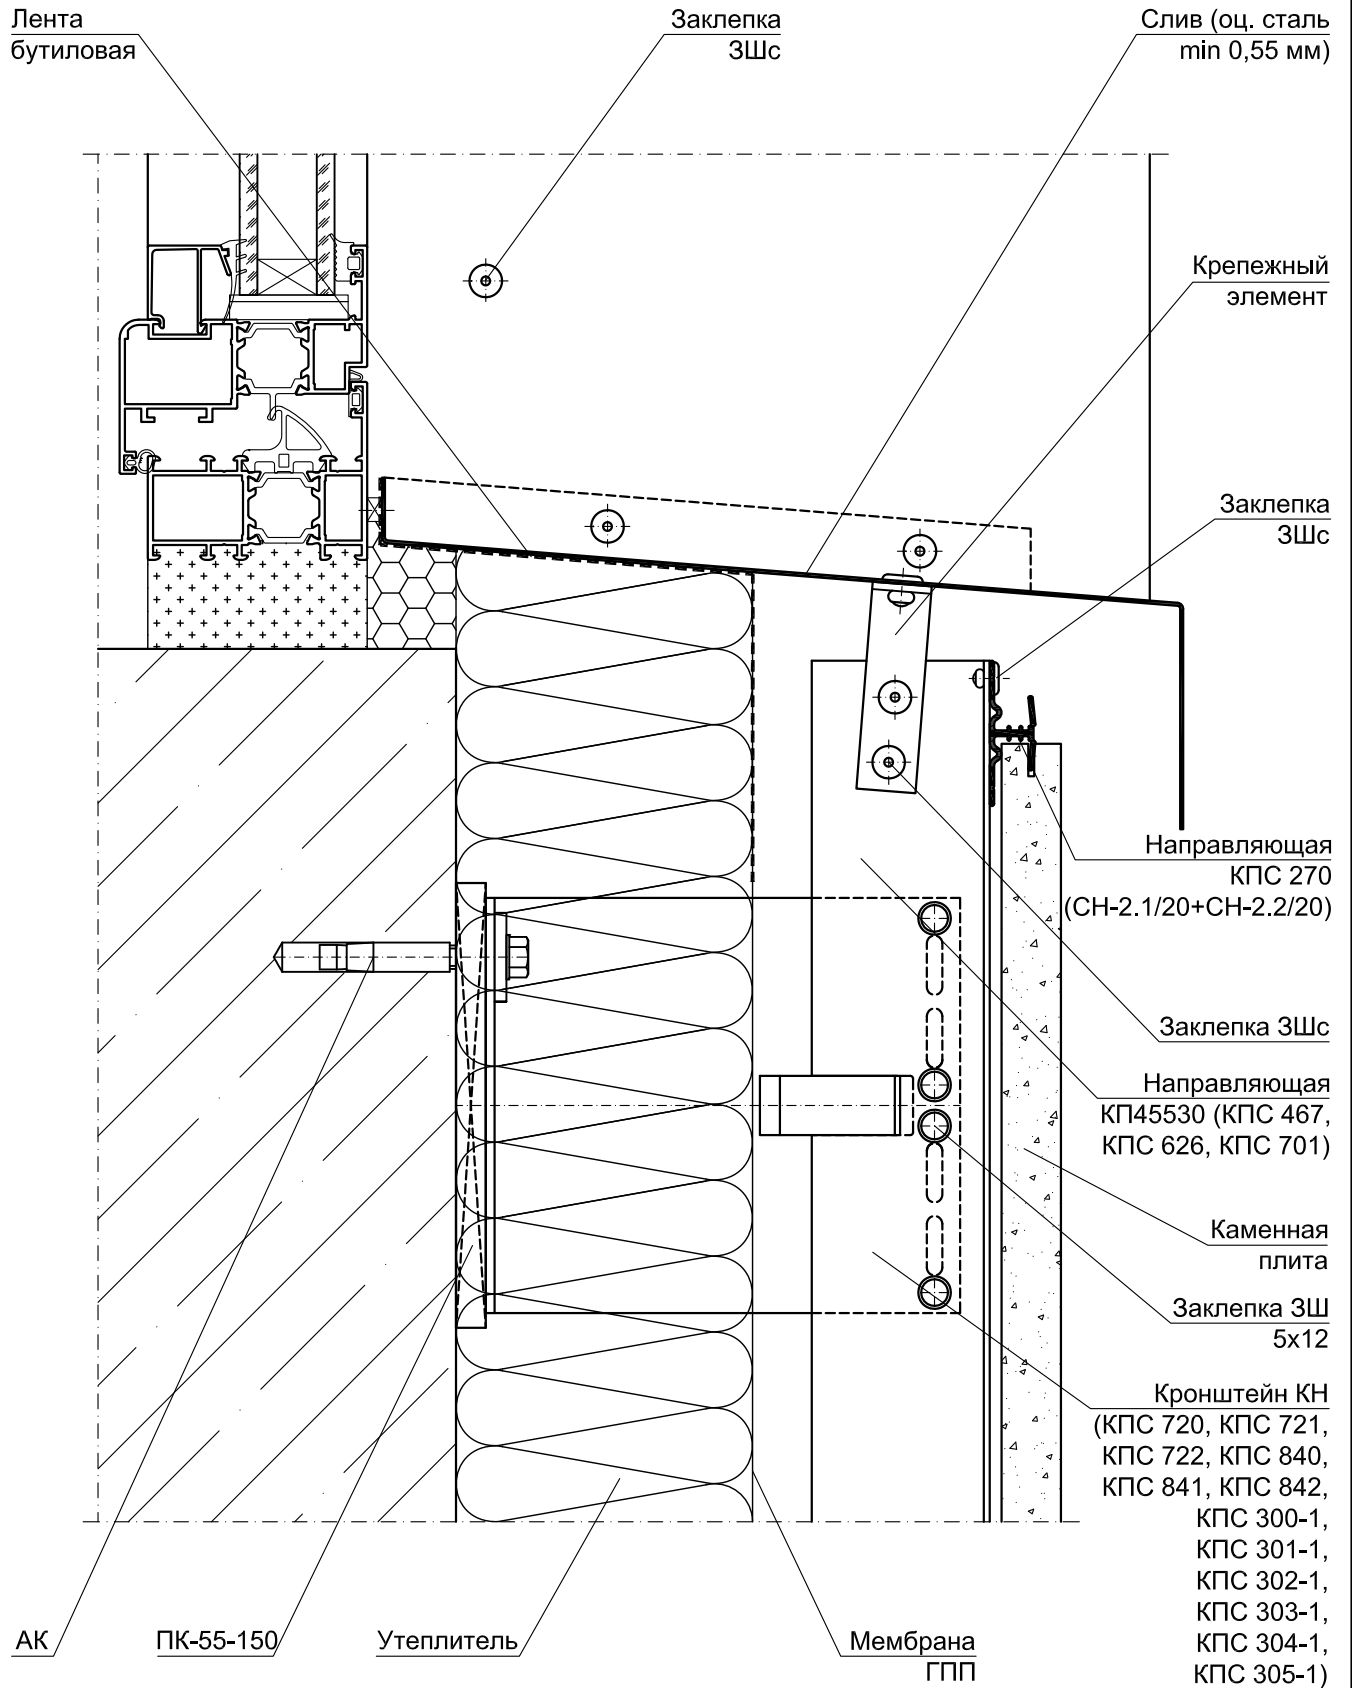 Лента
бутиловая
Заклепка
ЗШс
Слив (оц. сталь
min 0,55 мм)
Крепежный
элемент
Заклепка
ЗШс
Направляющая
КПС 270
(СН-2.1/20+СН-2.2/20)
Заклепка ЗШс
Направляющая
КП45530 (КПС 467,
КПС 626, КПС 701)
Каменная
плита
Заклепка ЗШ
5х12
Кронштейн КН
(КПС 720, КПС 721,
КПС 722, КПС 840,
КПС 841, КПС 842,
КПС 300-1,
КПС 301-1,
КПС 302-1,
КПС 303-1,
КПС 304-1,
КПС 305-1)
АК
ПК-55-150
Утеплитель
Мембрана
ГПП